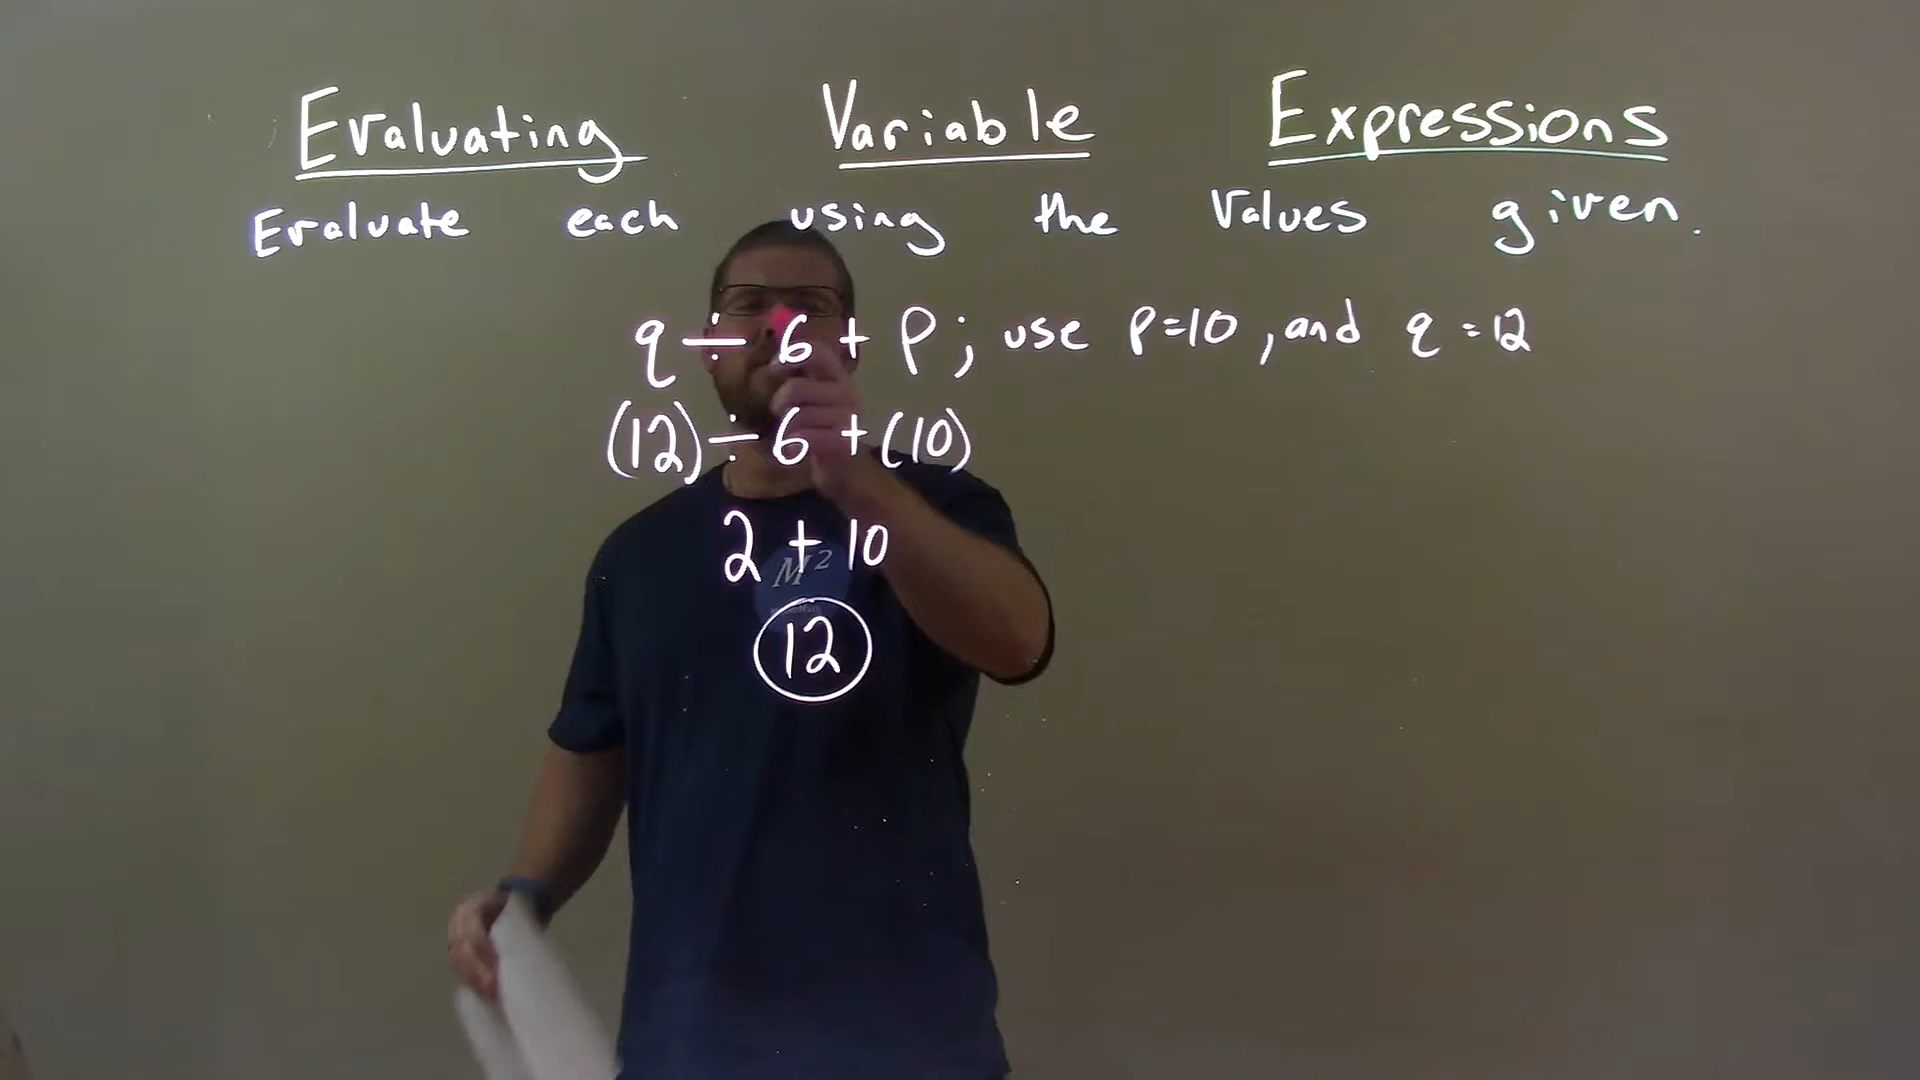 Evaluating Variable Expressions
Evaluate each using the values given.
q ÷ 6 + p; use p=10, and q=12
(12) ÷ 6 + (10)
2 + 10
M²
12